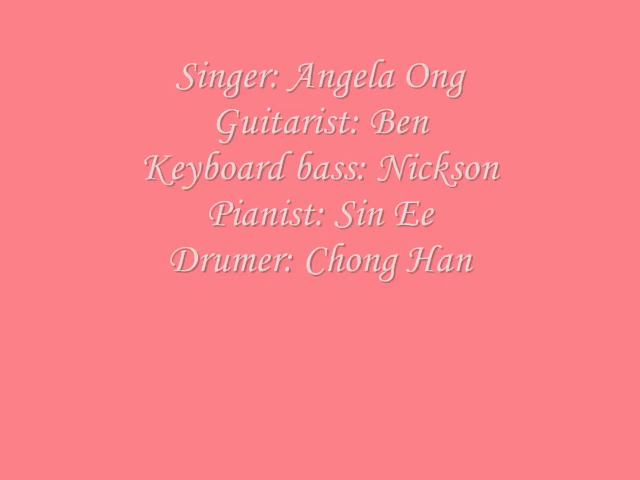 Singer: Angela Ong
Guitarist: Ben
Keyboard bass: Nickson
Pianist: Sin Ee
Drumer: Chong Han